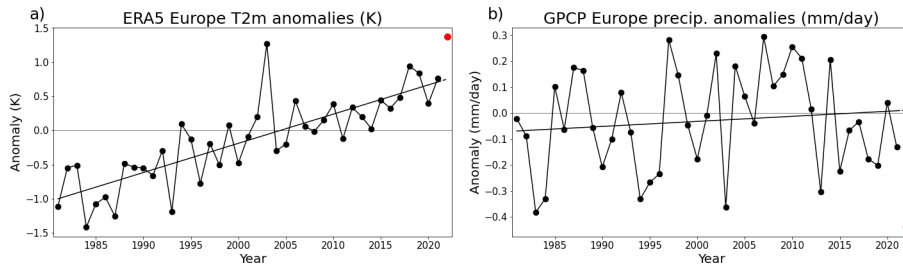 a)
ERA5 Europe T2m anomalies (K)
1.5
1.0
0.5
0.0
−0.5
−1.0
−1.5
Anomaly (K)
1985 1990 1995 2000 2005 2010 2015 2020
Year
b)
GPCP Europe precip. anomalies (mm/day)
0.3
0.2
0.1
0.0
−0.1
−0.2
−0.3
−0.4
Anomaly (mm/day)
1985 1990 1995 2000 2005 2010 2015 2020
Year